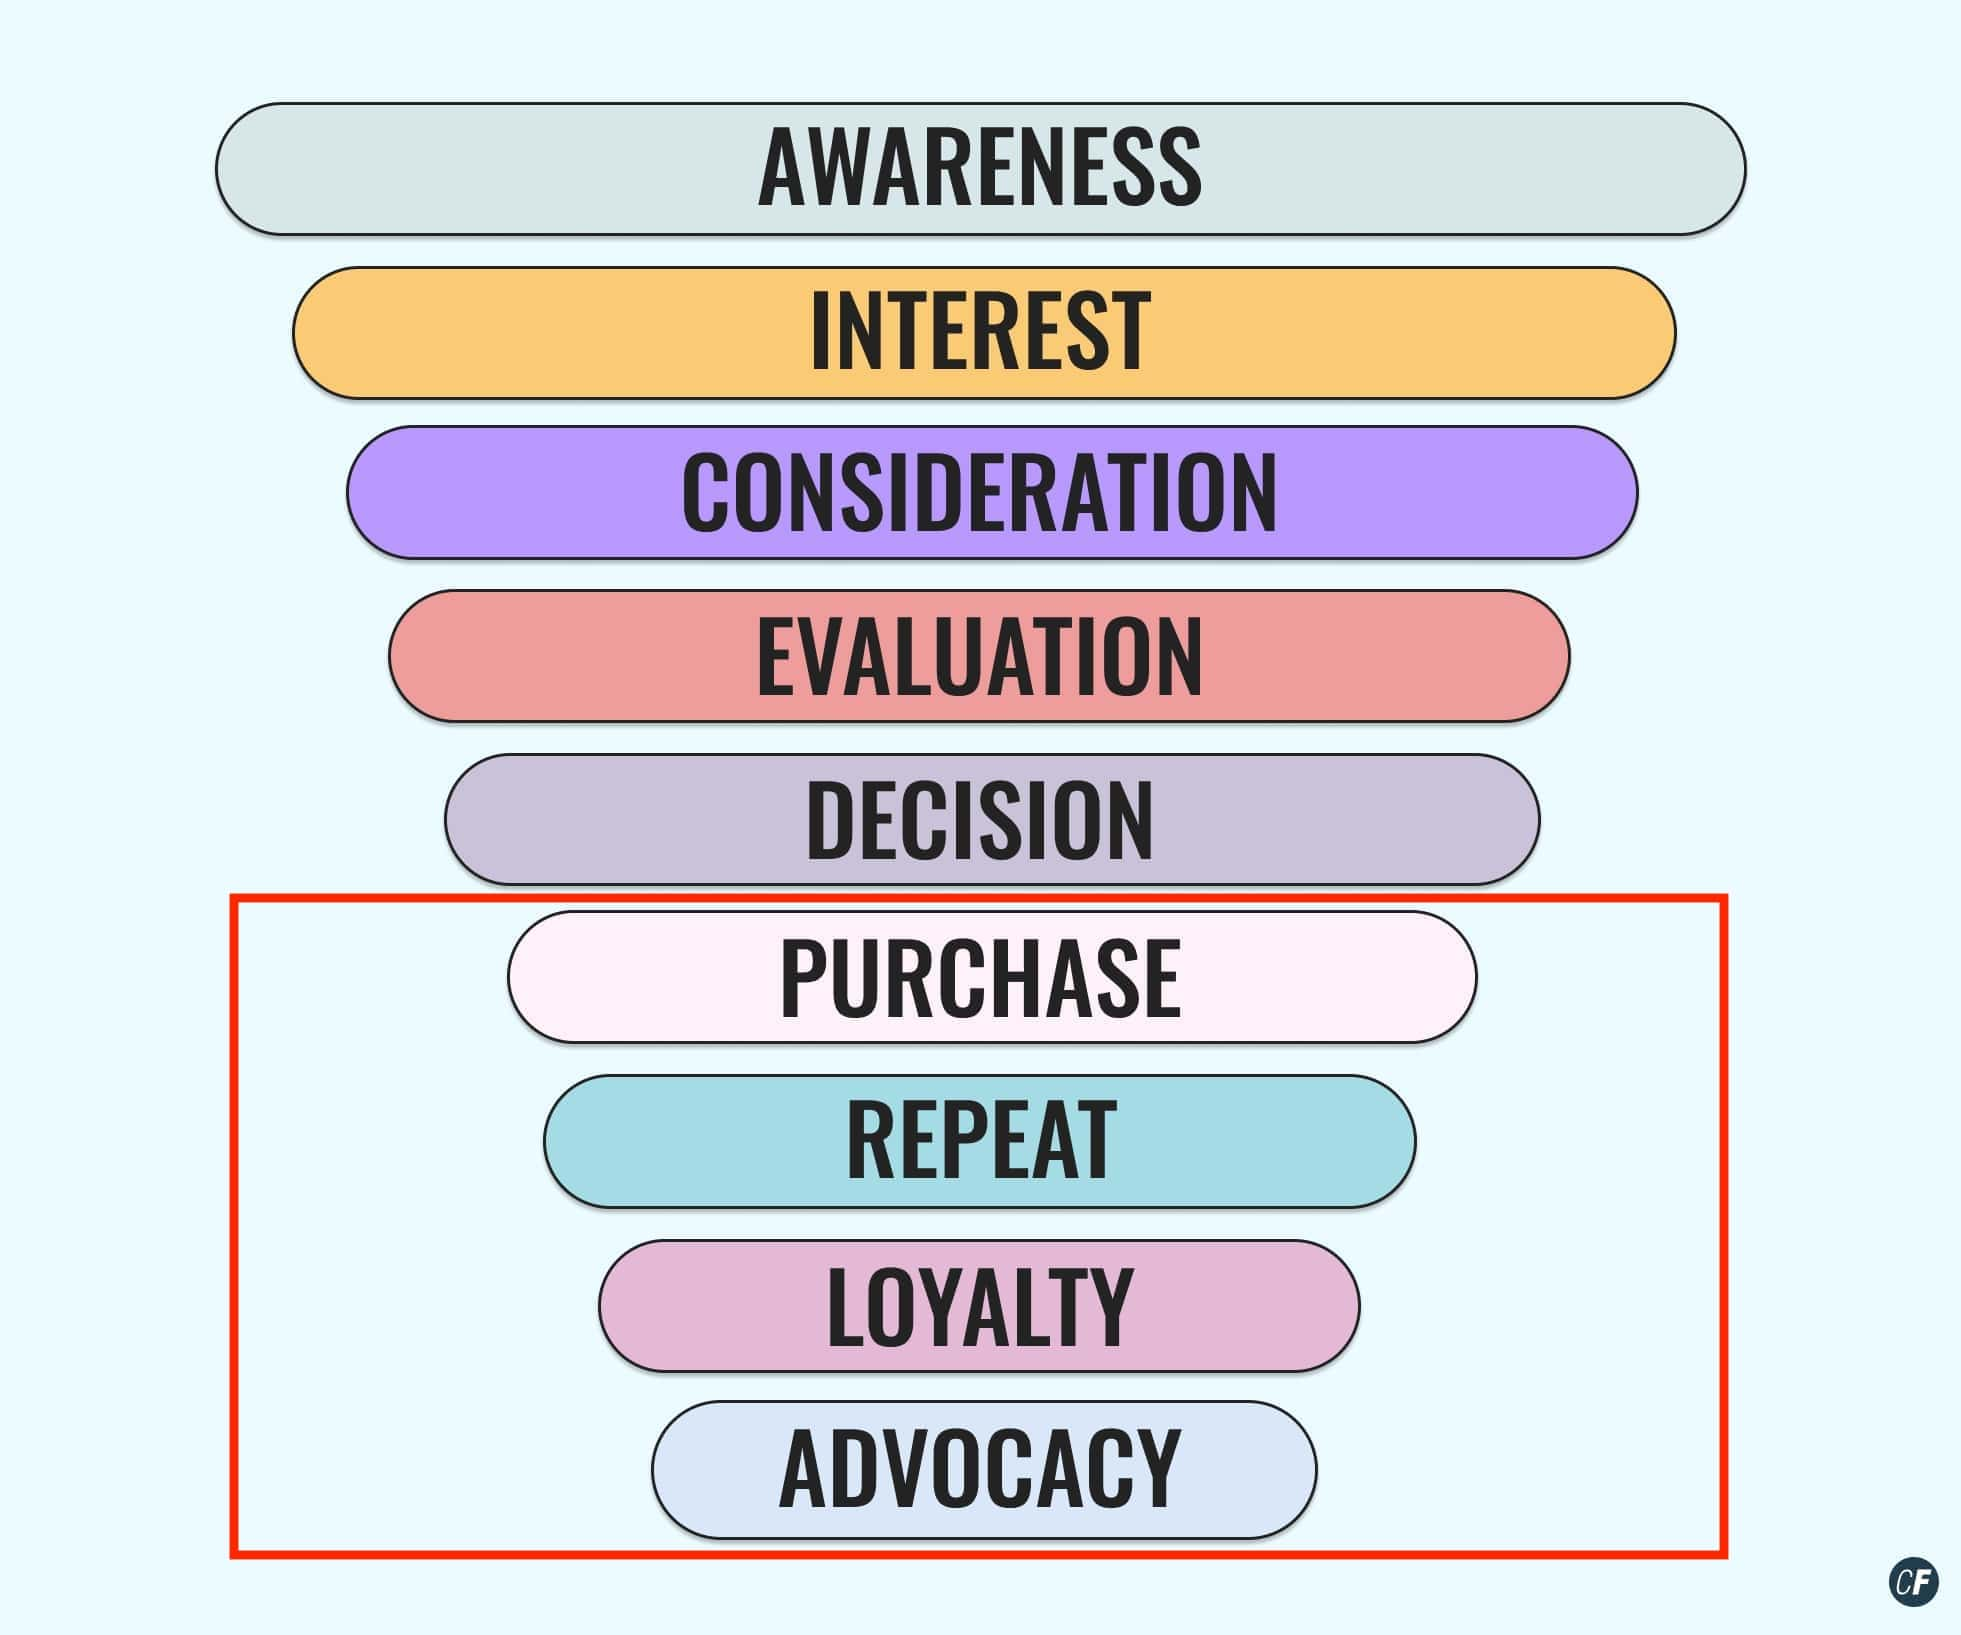 AWARENESS
INTEREST
CONSIDERATION
EVALUATION
DECISION
PURCHASE
REPEAT
LOYALTY
ADVOCACY
CF